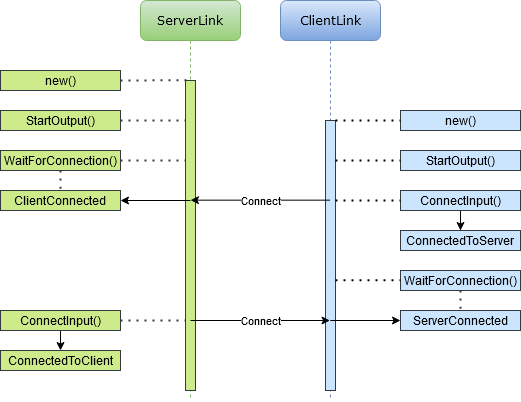 ServerLink
ClientLink
new()
StartOutput()
new()
WaitForConnection()
StartOutput()
ClientConnected
Connect
ConnectInput()
ConnectedToServer
WaitForConnection()
ConnectInput()
Connect
ServerConnected
ConnectedToClient